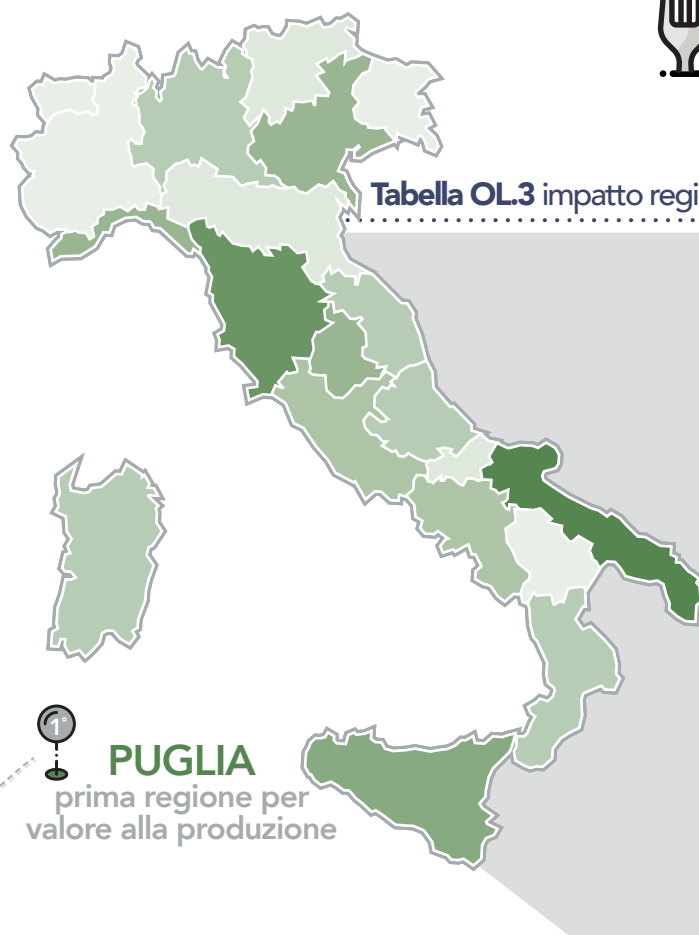 Tabella OL.3 impatto regi
1°
PUGLIA
prima regione per
valore alla produzione